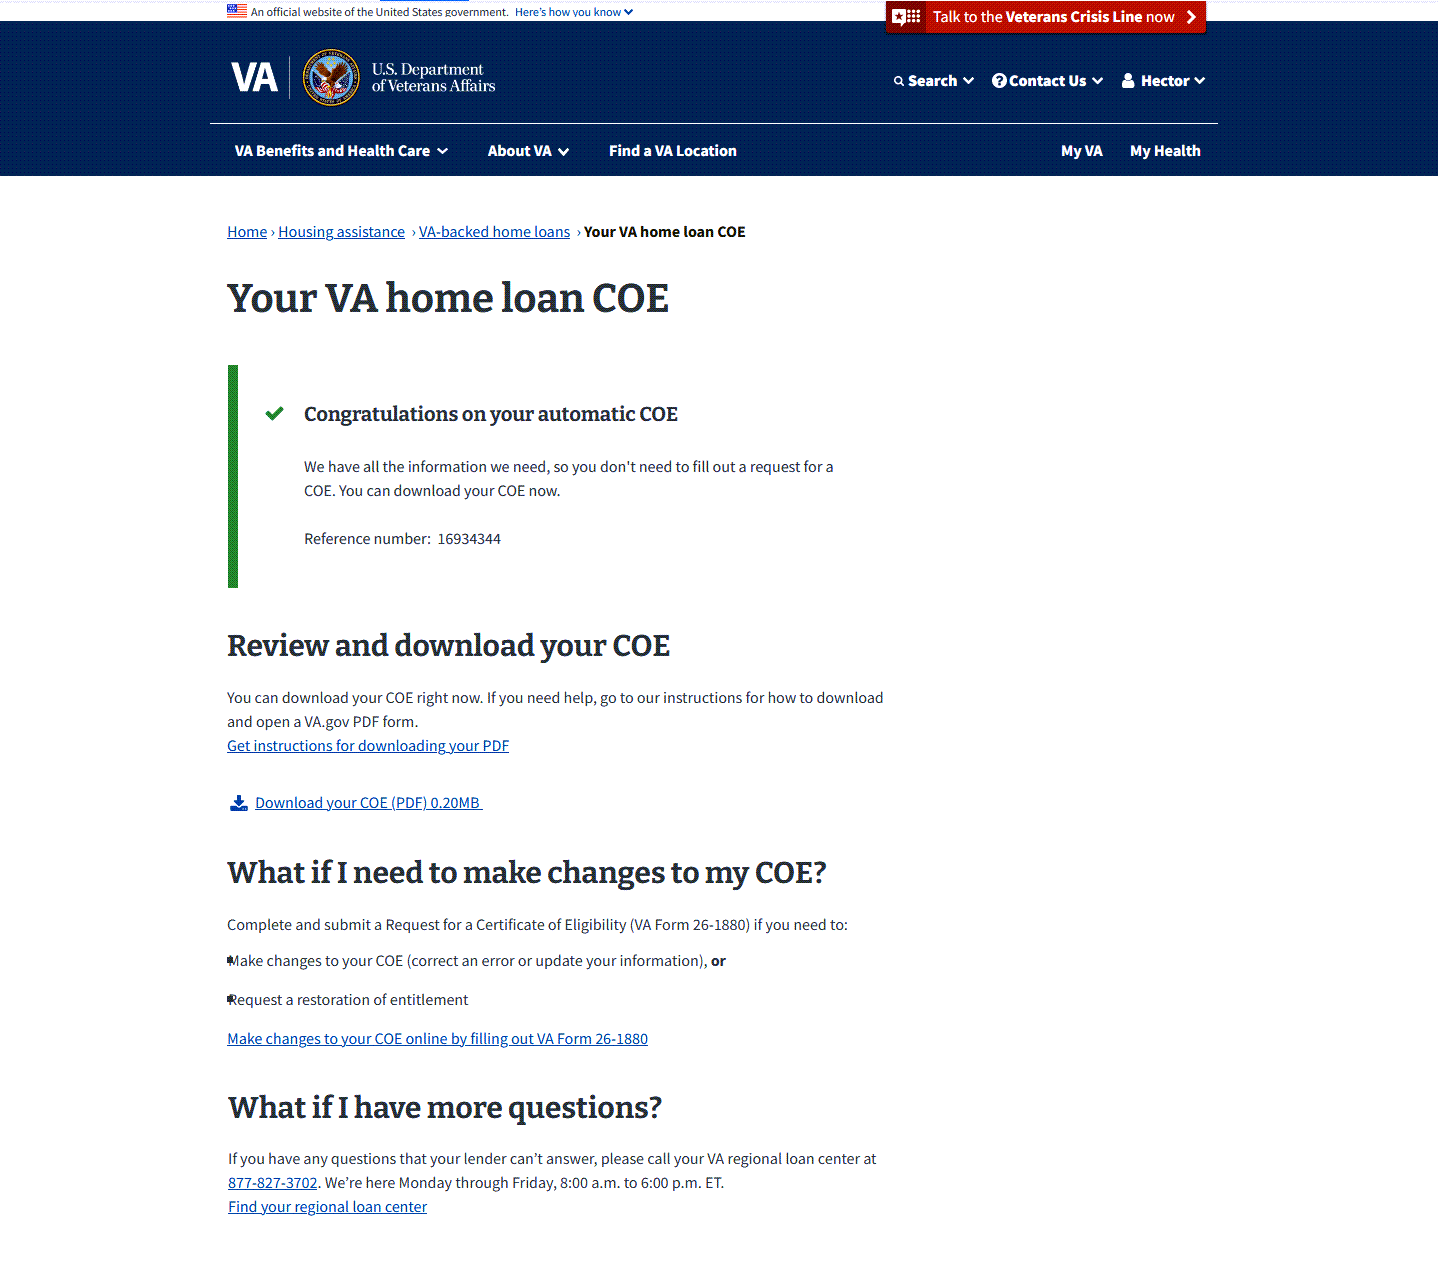 An official website of the United States government. Here's how you know
Talk to the Veterans Crisis Line now
VA
U.S. Department
of Veterans Affairs
Search
Contact Us
Hector
VA Benefits and Health Care
About VA
Find a VA Location
My VA
My Health
Home › Housing assistance › VA-backed home loans › Your VA home loan COE
Your VA home loan COE
Congratulations on your automatic COE
We have all the information we need, so you don't need to fill out a request for a
COE. You can download your COE now.
Reference number: 16934344
Review and download your COE
You can download your COE right now. If you need help, go to our instructions for how to download
and open a VA.gov PDF form.
Get instructions for downloading your PDF
Download your COE (PDF) 0.20MB
What if I need to make changes to my COE?
Complete and submit a Request for a Certificate of Eligibility (VA Form 26-1880) if you need to:
Make changes to your COE (correct an error or update your information), or
Request a restoration of entitlement
Make changes to your COE online by filling out VA Form 26-1880
What if I have more questions?
If you have any questions that your lender can’t answer, please call your VA regional loan center at
877-827-3702. We’re here Monday through Friday, 8:00 a.m. to 6:00 p.m. ET.
Find your regional loan center